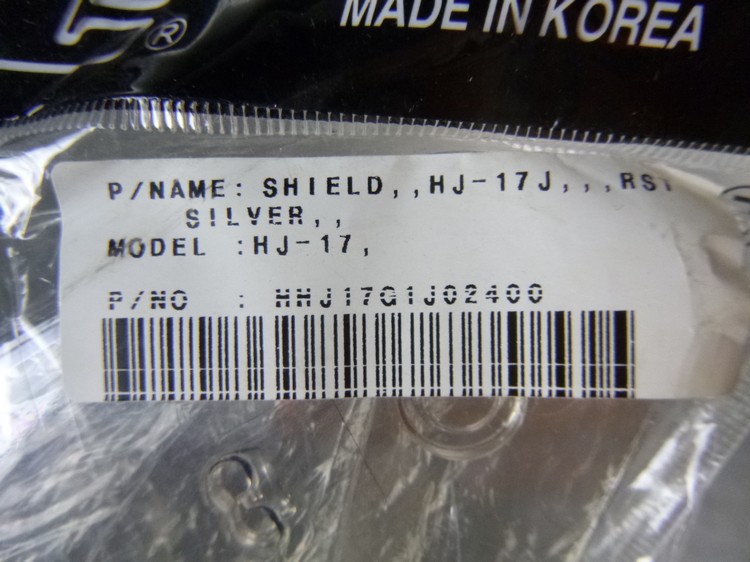 ®
MADE IN KOREA
P/NAME: SHIELD,,HJ-17J,,,RST
SILVER,,
MODEL :HJ-17,
P/NO : HHJ17G1J02400